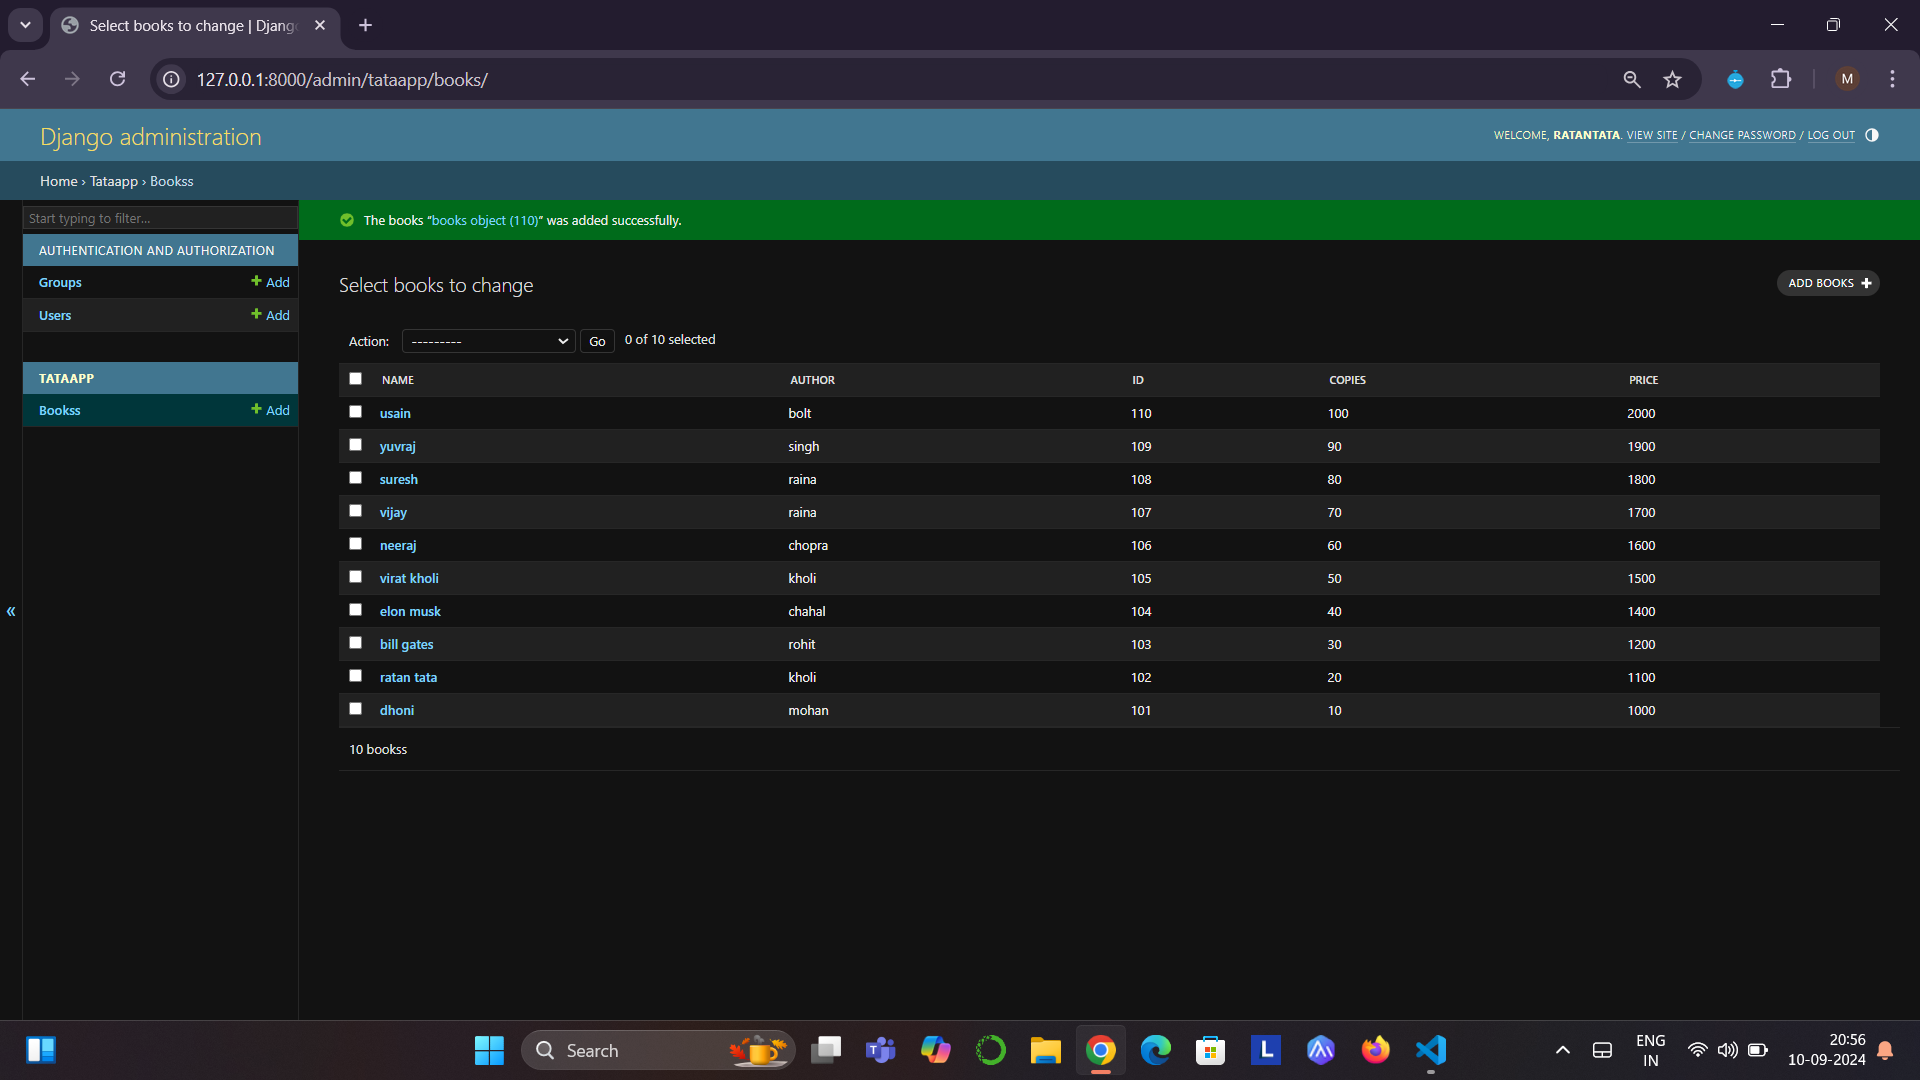 Select books to change | Djang
127.0.0.1:8000/admin/tataapp/books/
M
Django administration
WELCOME, RATANTATA. VIEW SITE / CHANGE PASSWORD / LOG OUT
Home › Tataapp › Bookss
Start typing to filter...
AUTHENTICATION AND AUTHORIZATION
Groups + Add
Users + Add
TATAAPP
Bookss + Add
«
The books “books object (110)” was added successfully.
Select books to change
ADD BOOKS +
Action: --------- Go 0 of 10 selected
NAME AUTHOR ID COPIES PRICE
usain bolt 110 100 2000
yuvraj singh 109 90 1900
suresh raina 108 80 1800
vijay raina 107 70 1700
neeraj chopra 106 60 1600
virat kholi kholi 105 50 1500
elon musk chahal 104 40 1400
bill gates rohit 103 30 1200
ratan tata kholi 102 20 1100
dhoni mohan 101 10 1000
10 bookss
Search
L
ENG
IN
20:56
10-09-2024